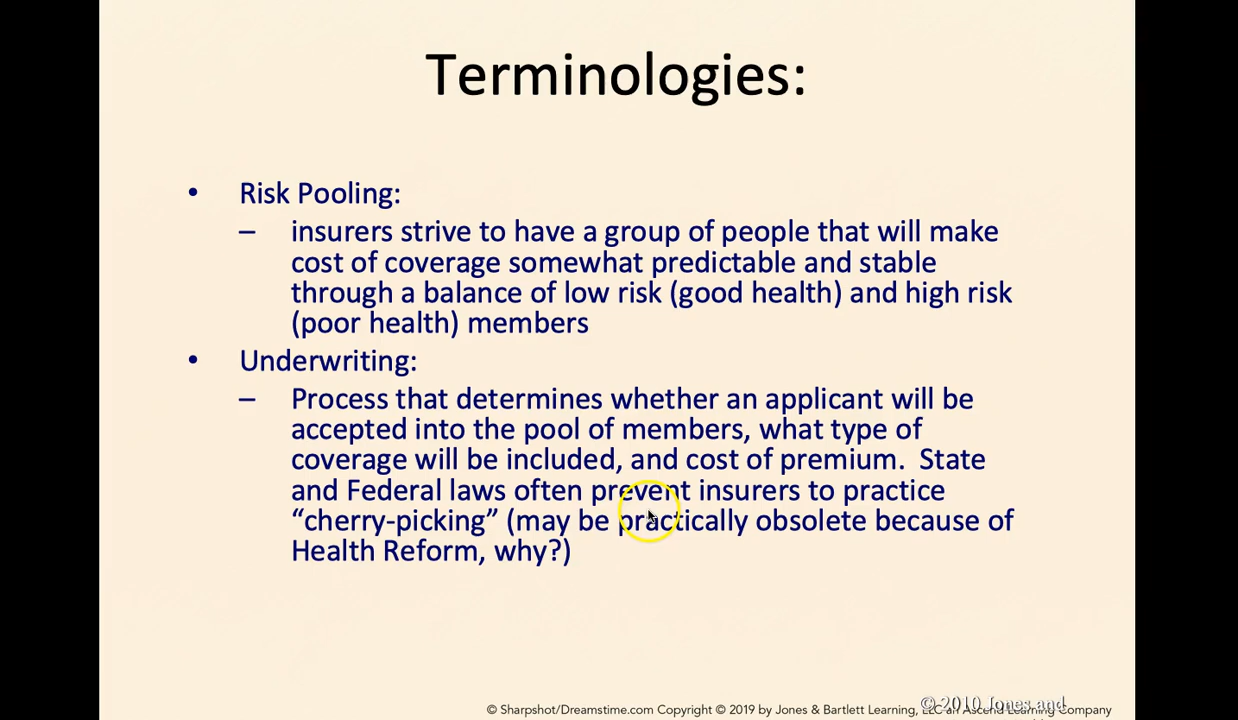 Terminologies:
• Risk Pooling:
– insurers strive to have a group of people that will make
cost of coverage somewhat predictable and stable
through a balance of low risk (good health) and high risk
(poor health) members
• Underwriting:
– Process that determines whether an applicant will be
accepted into the pool of members, what type of
coverage will be included, and cost of premium.  State
and Federal laws often prevent insurers to practice
“cherry-picking” (may be practically obsolete because of
Health Reform, why?)
© 2010 Jones and
© Sharpshot/Dreamstime.com Copyright © 2019 by Jones & Bartlett Learning, LLC an Ascend Learning Company